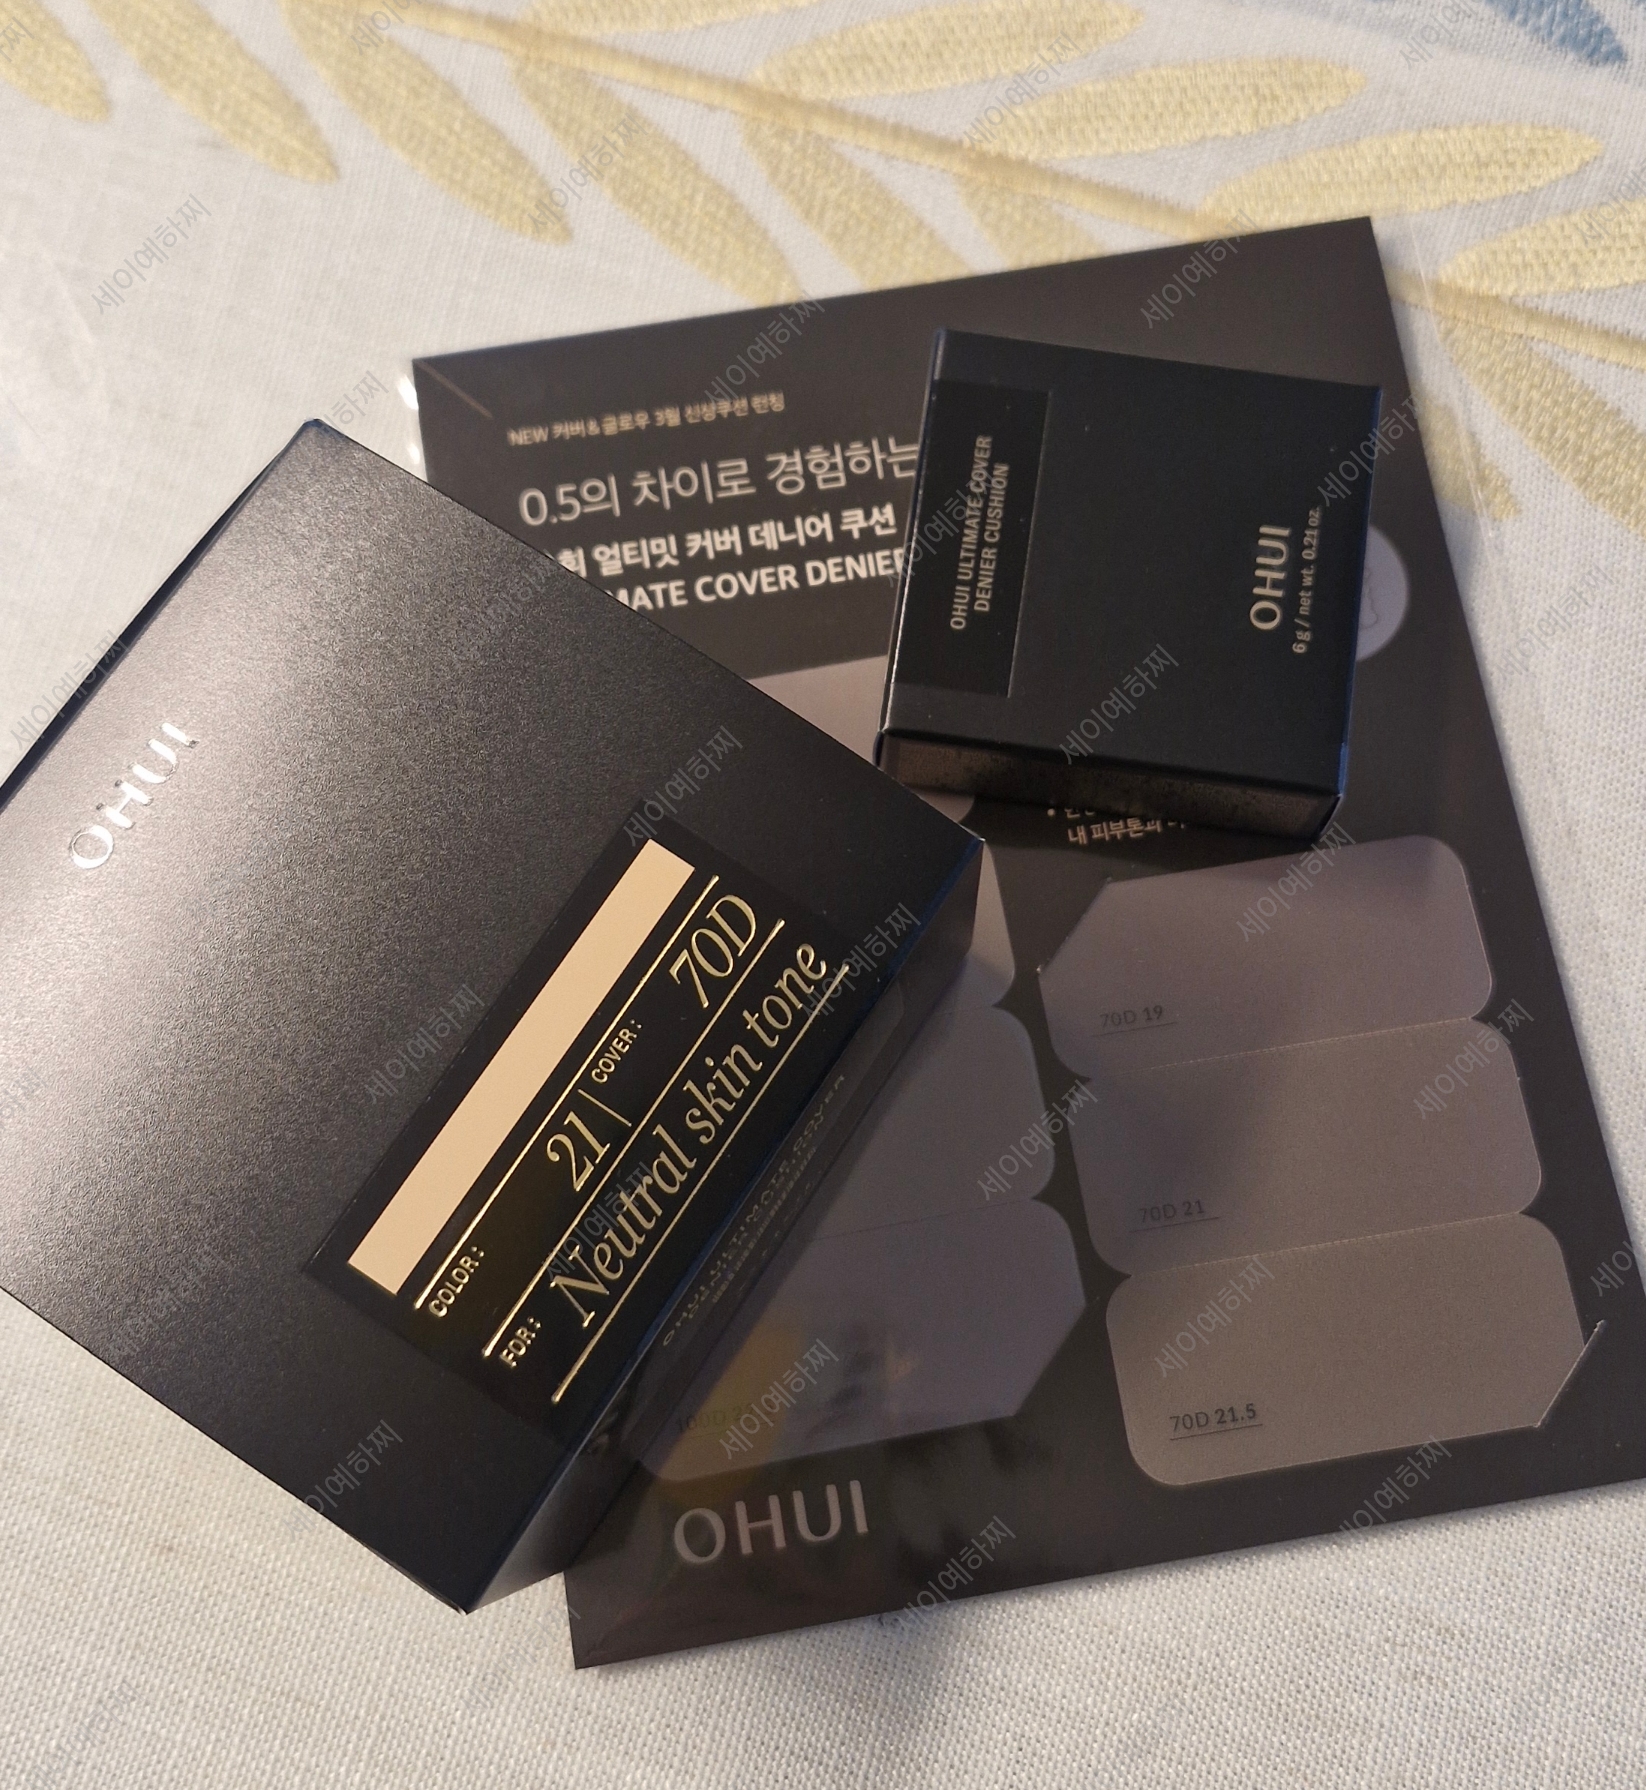 NEW 커버&글로우 3월 신상쿠션 런칭
0.5의 차이로 경험하는
얼티밋 커버 데니어 쿠션
COVER DENIER
OHUI ULTIMATE COVER
DENIER CUSHION
OHUI
6 g / net wt. 0.21 oz.
OHUI
COLOR: 21 COVER: 70D
FOR: Neutral skin tone
내 피부톤과
70D 19
70D 21
70D 21.5
OHUI
세이예하찌